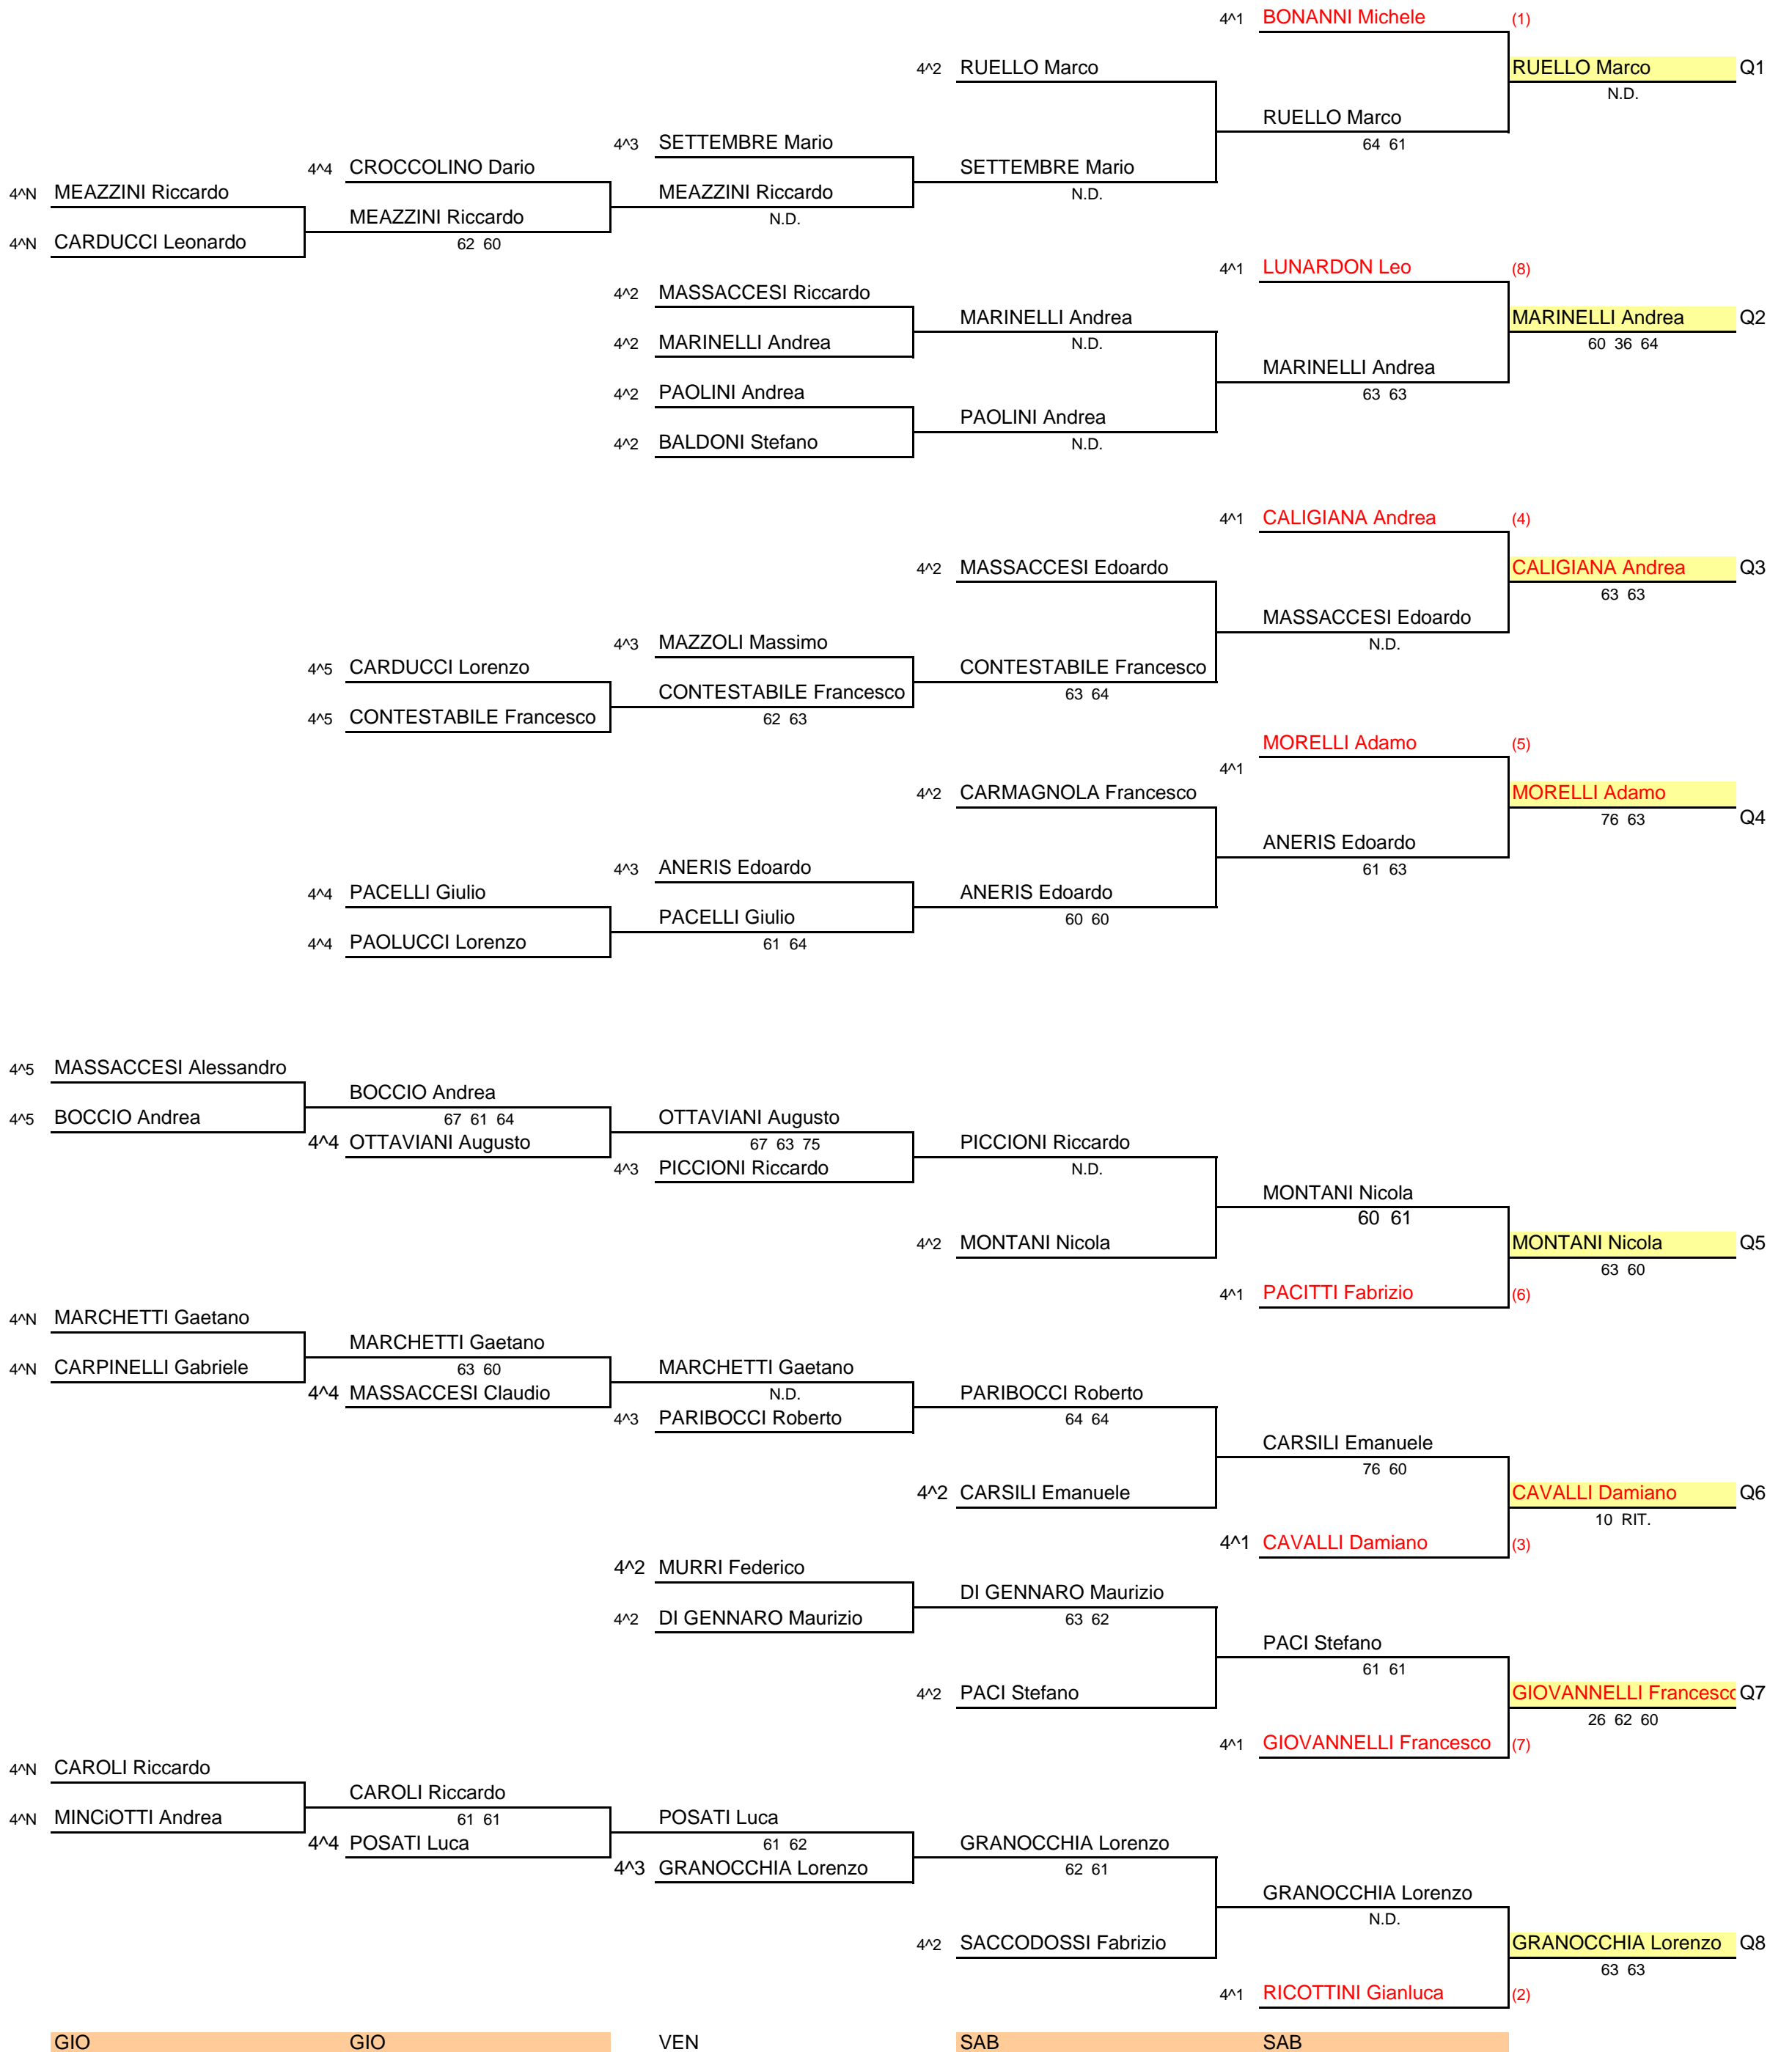 4^1 BONANNI Michele (1)
4^2 RUELLO Marco RUELLO Marco Q1
N.D.
RUELLO Marco
4^3 SETTEMBRE Mario 64 61
4^4 CROCCOLINO Dario SETTEMBRE Mario
4^N MEAZZINI Riccardo MEAZZINI Riccardo N.D.
MEAZZINI Riccardo N.D.
4^N CARDUCCI Leonardo 62 60
4^1 LUNARDON Leo (8)
4^2 MASSACCESI Riccardo
MARINELLI Andrea MARINELLI Andrea Q2
4^2 MARINELLI Andrea N.D. 60 36 64
MARINELLI Andrea
4^2 PAOLINI Andrea 63 63
PAOLINI Andrea
4^2 BALDONI Stefano N.D.
4^1 CALIGIANA Andrea (4)
4^2 MASSACCESI Edoardo CALIGIANA Andrea Q3
63 63
MASSACCESI Edoardo
4^3 MAZZOLI Massimo N.D.
4^5 CARDUCCI Lorenzo CONTESTABILE Francesco
CONTESTABILE Francesco 63 64
4^5 CONTESTABILE Francesco 62 63
MORELLI Adamo (5)
4^1
4^2 CARMAGNOLA Francesco MORELLI Adamo
76 63 Q4
ANERIS Edoardo
4^3 ANERIS Edoardo 61 63
4^4 PACELLI Giulio ANERIS Edoardo
PACELLI Giulio 60 60
4^4 PAOLUCCI Lorenzo 61 64
4^5 MASSACCESI Alessandro
BOCCIO Andrea
4^5 BOCCIO Andrea 67 61 64 OTTAVIANI Augusto
4^4 OTTAVIANI Augusto 67 63 75 PICCIONI Riccardo
4^3 PICCIONI Riccardo N.D.
MONTANI Nicola
60 61
4^2 MONTANI Nicola MONTANI Nicola Q5
63 60
4^1 PACITTI Fabrizio (6)
4^N MARCHETTI Gaetano
MARCHETTI Gaetano
4^N CARPINELLI Gabriele 63 60 MARCHETTI Gaetano
4^4 MASSACCESI Claudio N.D. PARIBOCCI Roberto
4^3 PARIBOCCI Roberto 64 64
CARSILI Emanuele
76 60
4^2 CARSILI Emanuele CAVALLI Damiano Q6
10 RIT.
4^1 CAVALLI Damiano (3)
4^2 MURRI Federico
DI GENNARO Maurizio
4^2 DI GENNARO Maurizio 63 62
PACI Stefano
61 61
4^2 PACI Stefano GIOVANNELLI Francesco Q7
26 62 60
4^1 GIOVANNELLI Francesco (7)
4^N CAROLI Riccardo
CAROLI Riccardo
4^N MINCiOTTI Andrea 61 61 POSATI Luca
4^4 POSATI Luca 61 62 GRANOCCHIA Lorenzo
4^3 GRANOCCHIA Lorenzo 62 61
GRANOCCHIA Lorenzo
N.D.
4^2 SACCODOSSI Fabrizio GRANOCCHIA Lorenzo Q8
63 63
4^1 RICOTTINI Gianluca (2)
GIO GIO VEN SAB SAB